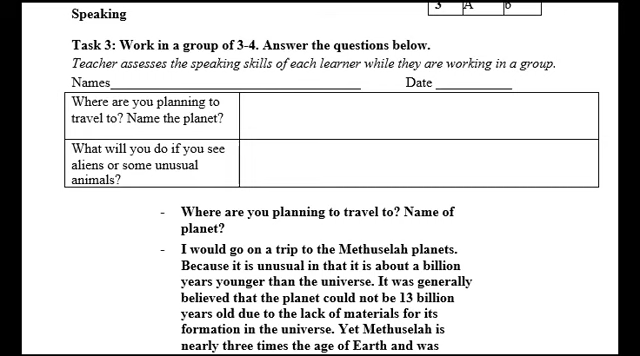 3 A 6
Speaking
Task 3: Work in a group of 3-4. Answer the questions below.
Teacher assesses the speaking skills of each learner while they are working in a group.
Names Date
Where are you planning to
travel to? Name the planet?
What will you do if you see
aliens or some unusual
animals?
- Where are you planning to travel to? Name of
planet?
- I would go on a trip to the Methuselah planets.
Because it is unusual in that it is about a billion
years younger than the universe. It was generally
believed that the planet could not be 13 billion
years old due to the lack of materials for its
formation in the universe. Yet Methuselah is
nearly three times the age of Earth and was